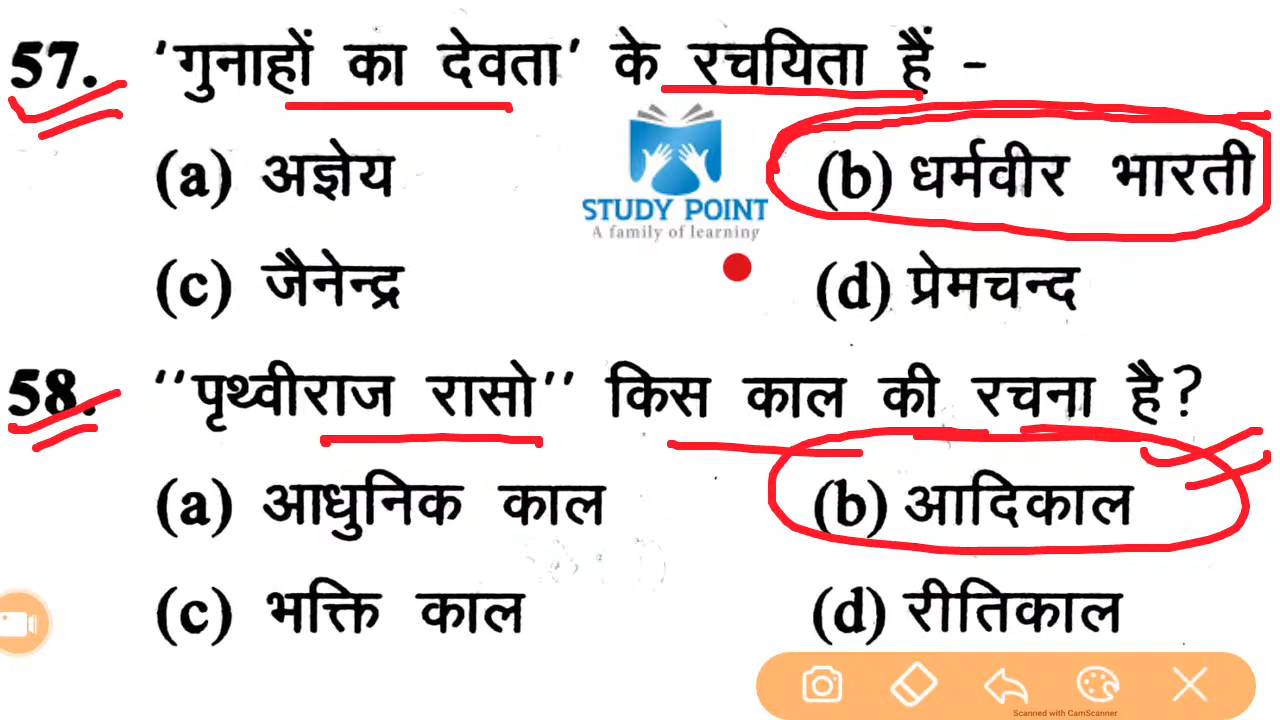 57. 'गुनाहों का देवता' के रचयिता हैं -
(a) अज्ञेय (b) धर्मवीर भारती
STUDY POINT
A family of learning
(c) जैनेन्द्र (d) प्रेमचन्द
58. ''पृथ्वीराज रासो'' किस काल की रचना है?
(a) आधुनिक काल (b) आदिकाल
(c) भक्ति काल (d) रीतिकाल
Scanned with CamScanner